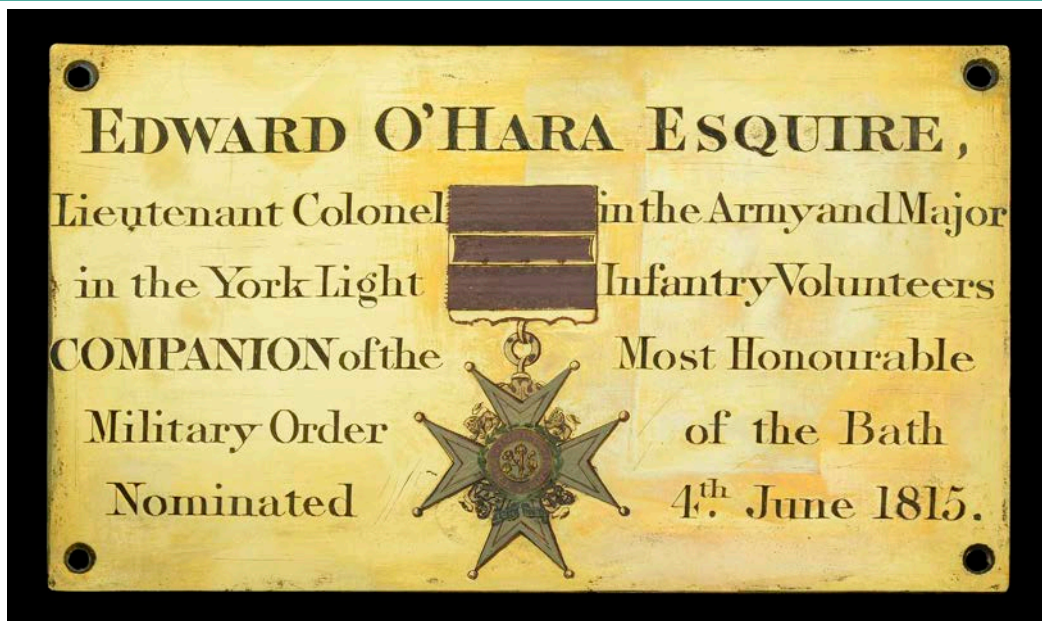 EDWARD O'HARA ESQUIRE,
Lieutenant Colonel in the Army and Major
in the York Light Infantry Volunteers
COMPANION of the Most Honourable
Military Order of the Bath
Nominated 4th. June 1815.